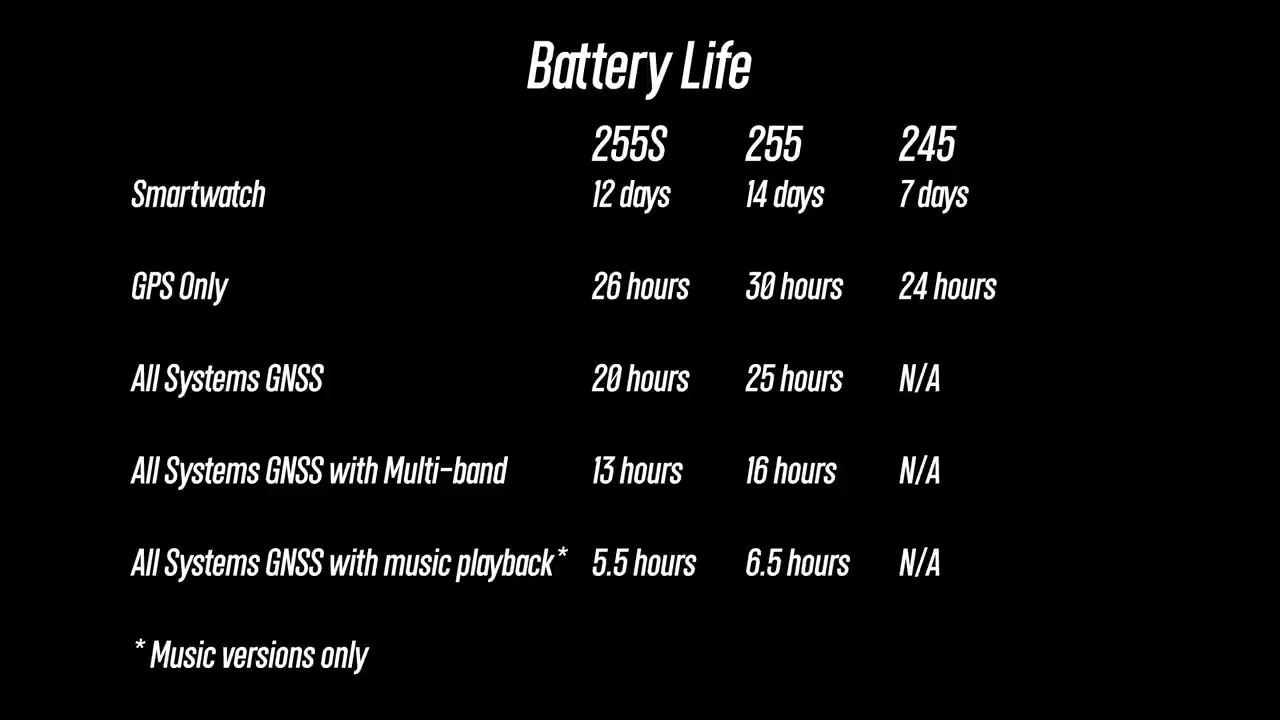 Battery Life
255S 255 245
Smartwatch 12 days 14 days 7 days
GPS Only 26 hours 30 hours 24 hours
All Systems GNSS 20 hours 25 hours N/A
All Systems GNSS with Multi-band 13 hours 16 hours N/A
All Systems GNSS with music playback* 5.5 hours 6.5 hours N/A
* Music versions only